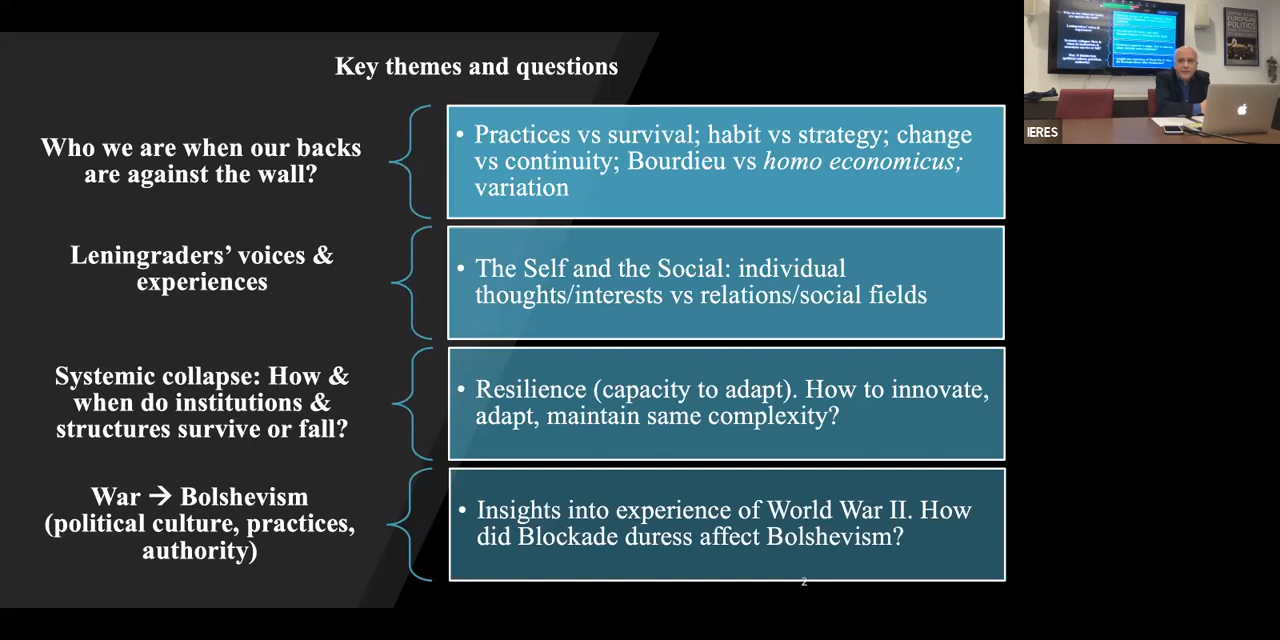 Key themes and questions
Who we are when our backs
are against the wall?
• Practices vs survival; habit vs strategy; change
vs continuity; Bourdieu vs homo economicus;
variation
Leningraders’ voices &
experiences
• The Self and the Social: individual
thoughts/interests vs relations/social fields
Systemic collapse: How &
when do institutions &
structures survive or fall?
• Resilience (capacity to adapt). How to innovate,
adapt, maintain same complexity?
War → Bolshevism
(political culture, practices,
authority)
• Insights into experience of World War II. How
did Blockade duress affect Bolshevism?
2
IERES
EUROPEAN
POLITICS